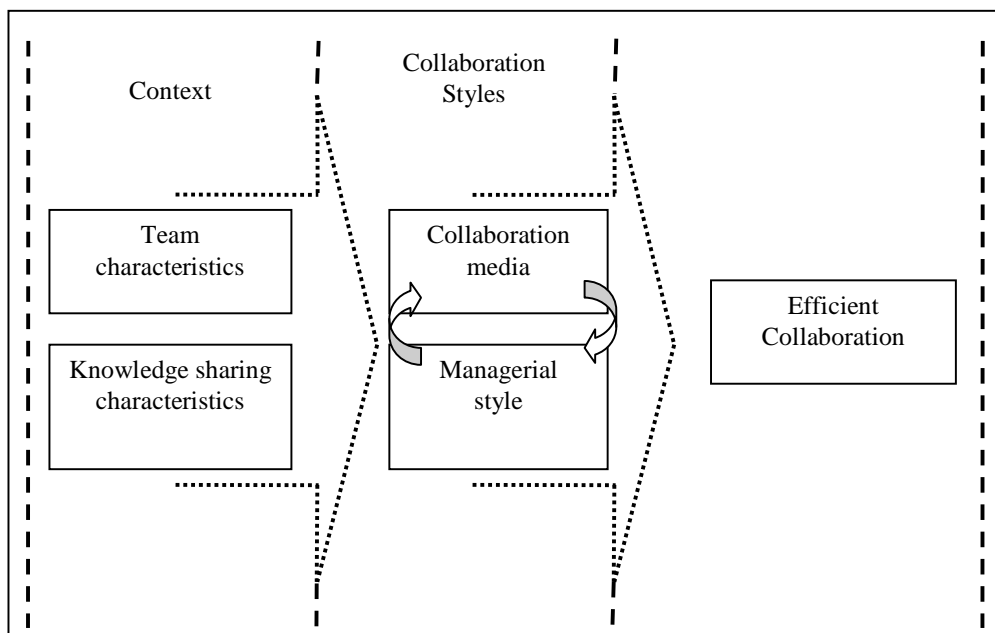 Context
Collaboration
Styles
Team
characteristics
Knowledge sharing
characteristics
Collaboration
media
Managerial
style
Efficient
Collaboration